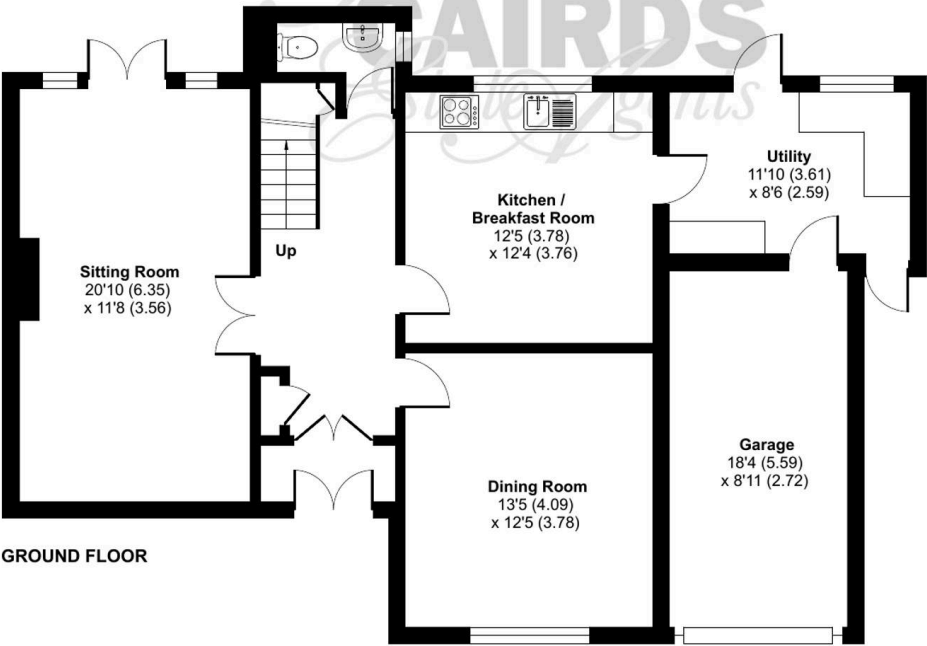 CAIRDS
Estate Agents
Utility
11'10 (3.61)
x 8'6 (2.59)
Kitchen /
Breakfast Room
12'5 (3.78)
x 12'4 (3.76)
Up
Sitting Room
20'10 (6.35)
x 11'8 (3.56)
Garage
18'4 (5.59)
x 8'11 (2.72)
Dining Room
13'5 (4.09)
x 12'5 (3.78)
GROUND FLOOR